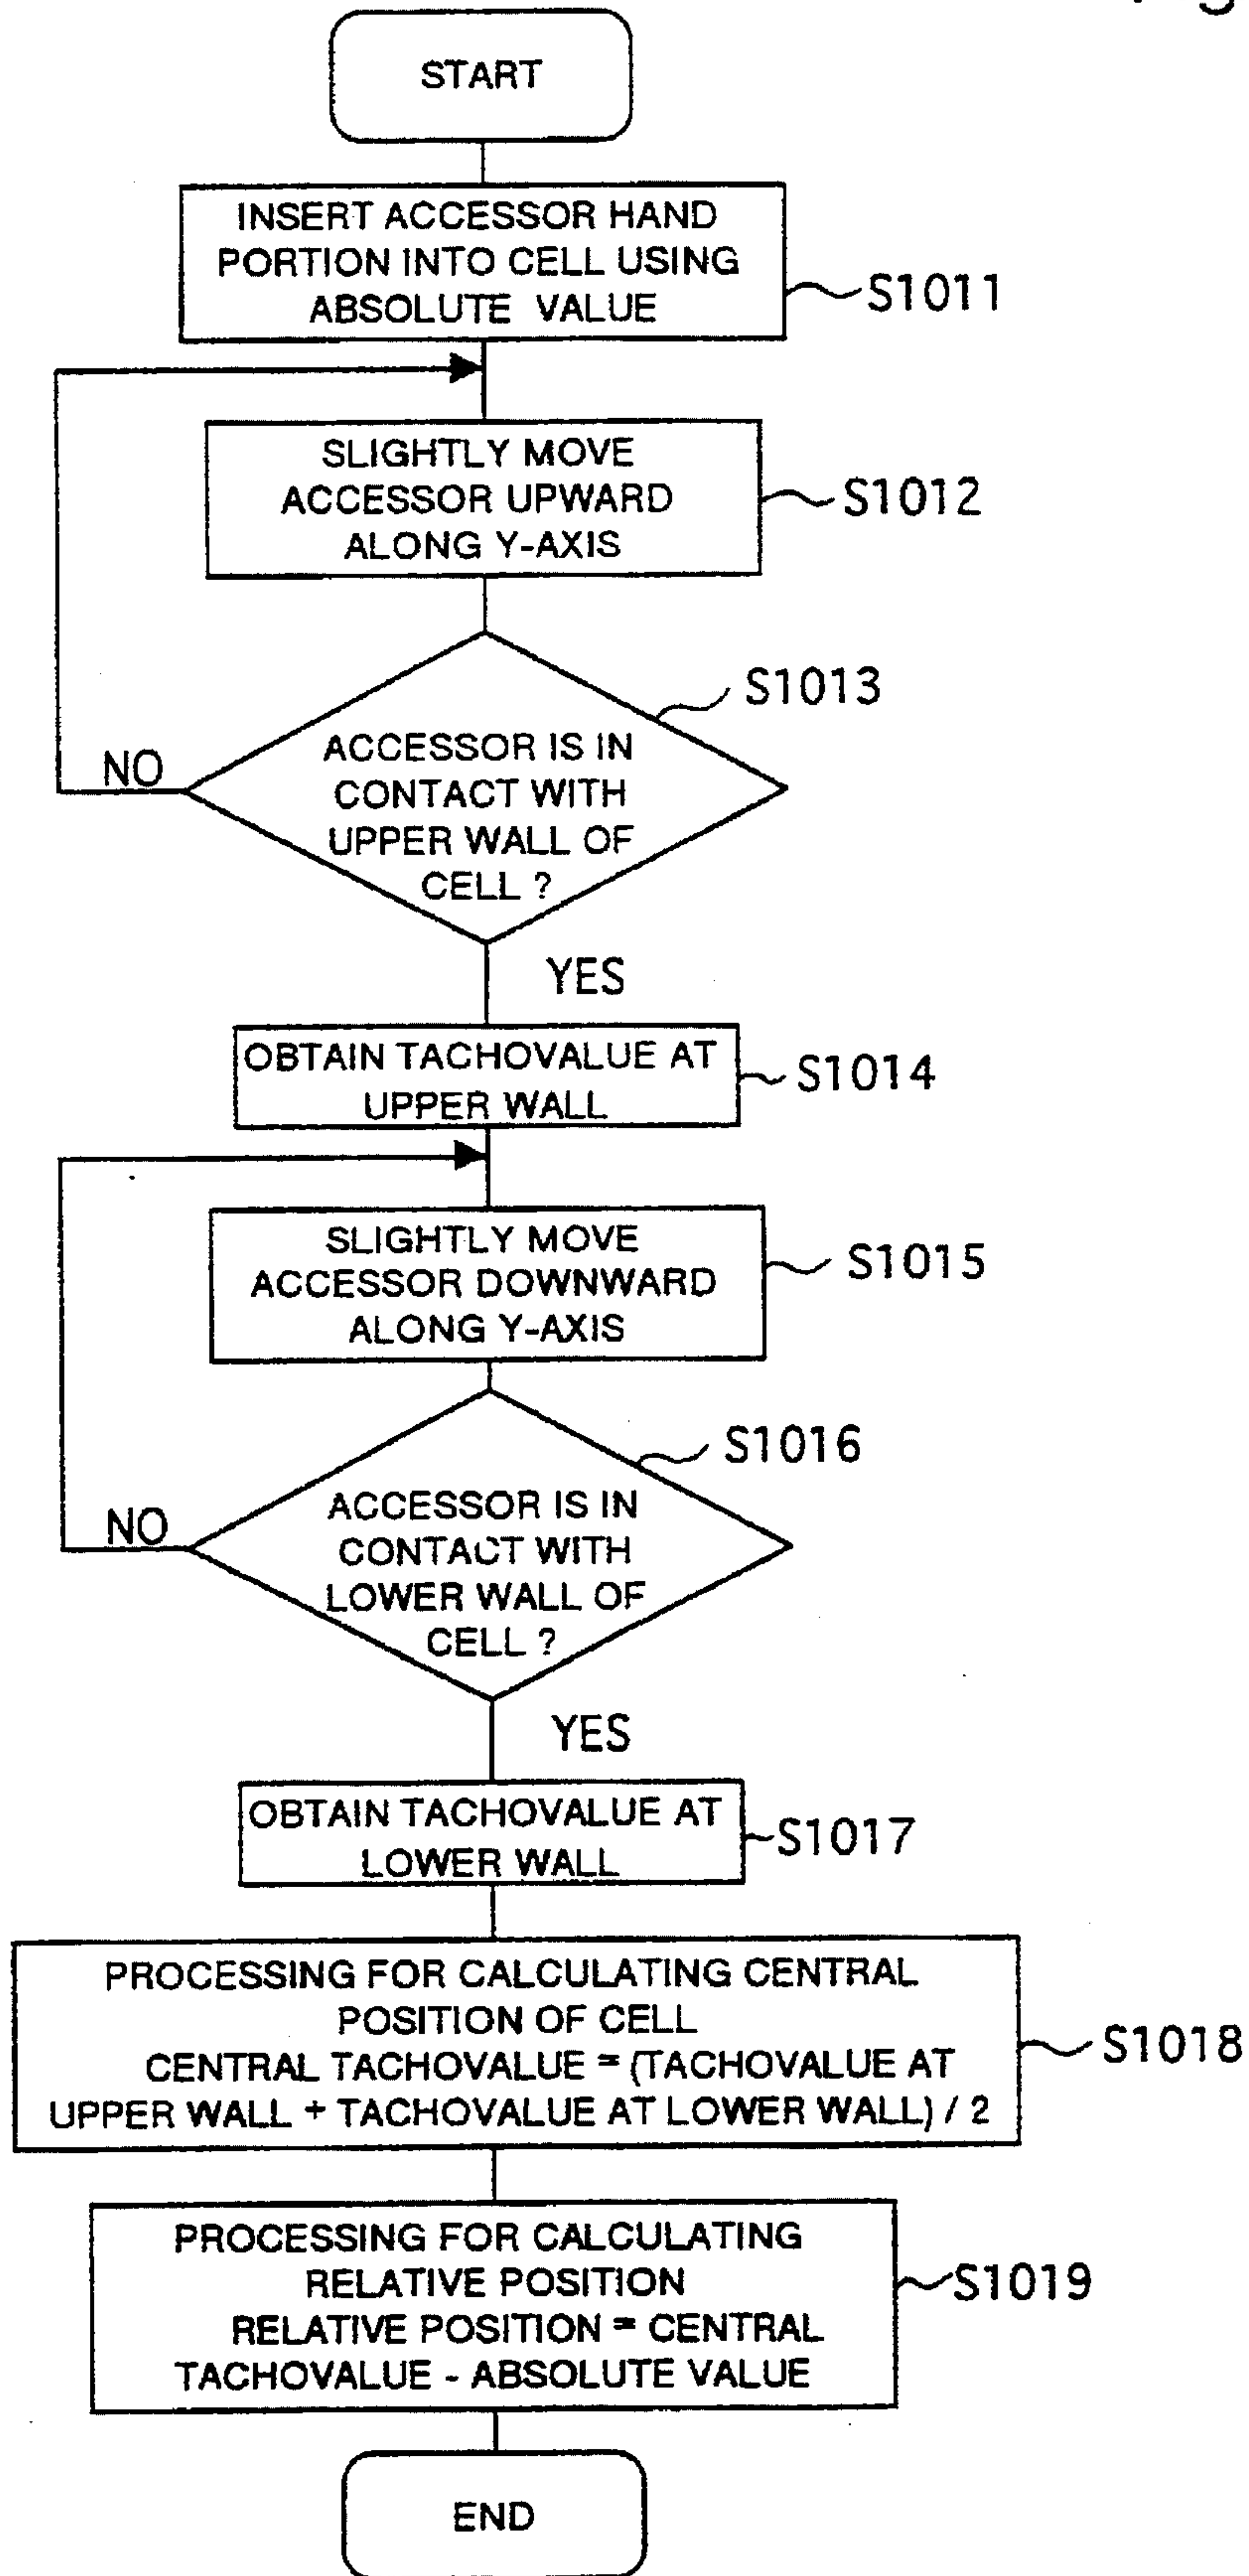 START
INSERT ACCESSOR HAND
PORTION INTO CELL USING
ABSOLUTE VALUE
S1011
SLIGHTLY MOVE
ACCESSOR UPWARD
ALONG Y-AXIS
S1012
S1013
ACCESSOR IS IN
CONTACT WITH
UPPER WALL OF
CELL ?
NO
YES
OBTAIN TACHOVALUE AT
UPPER WALL
S1014
SLIGHTLY MOVE
ACCESSOR DOWNWARD
ALONG Y-AXIS
S1015
S1016
ACCESSOR IS IN
CONTACT WITH
LOWER WALL OF
CELL ?
NO
YES
OBTAIN TACHOVALUE AT
LOWER WALL
S1017
PROCESSING FOR CALCULATING CENTRAL
POSITION OF CELL
CENTRAL TACHOVALUE = (TACHOVALUE AT
UPPER WALL + TACHOVALUE AT LOWER WALL) / 2
S1018
PROCESSING FOR CALCULATING
RELATIVE POSITION
RELATIVE POSITION = CENTRAL
TACHOVALUE - ABSOLUTE VALUE
S1019
END